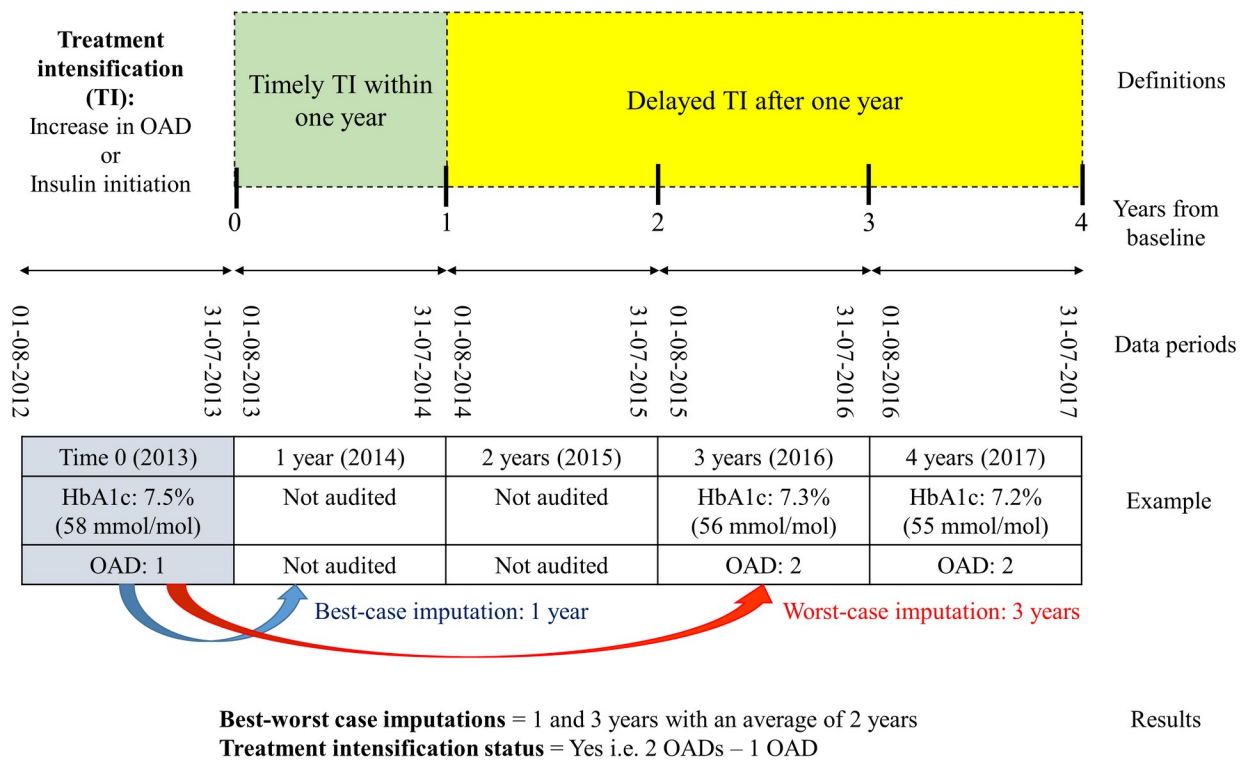 Treatment
intensification
(TI):
Increase in OAD
or
Insulin initiation
Timely TI within
one year
Delayed TI after one year
Definitions
0
1
2
3
4
Years from
baseline
01-08-2012
31-07-2013
01-08-2013
31-07-2014
01-08-2014
31-07-2015
01-08-2015
31-07-2016
01-08-2016
31-07-2017
Data periods
Time 0 (2013)
1 year (2014)
2 years (2015)
3 years (2016)
4 years (2017)
HbA1c: 7.5%
(58 mmol/mol)
Not audited
Not audited
HbA1c: 7.3%
(56 mmol/mol)
HbA1c: 7.2%
(55 mmol/mol)
Example
OAD: 1
Not audited
Not audited
OAD: 2
OAD: 2
Best-case imputation: 1 year
Worst-case imputation: 3 years
Best-worst case imputations = 1 and 3 years with an average of 2 years
Treatment intensification status = Yes i.e. 2 OADs – 1 OAD
Results